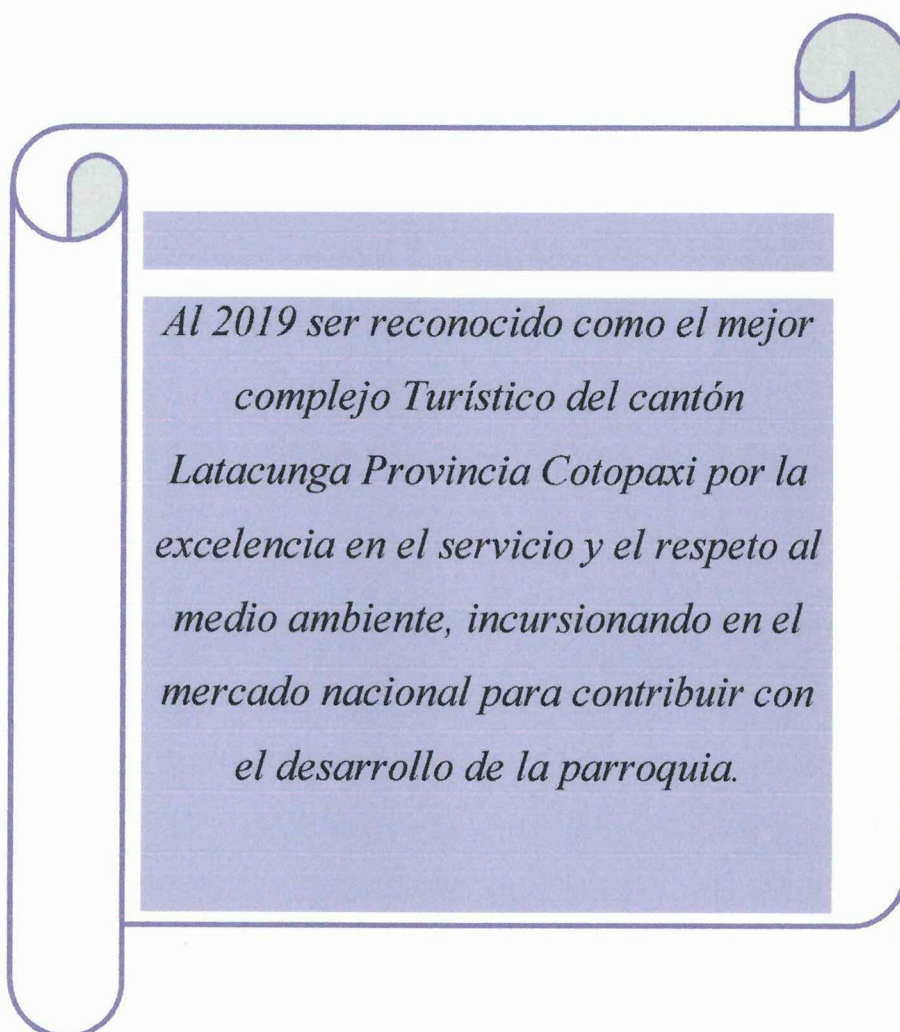 Al 2019 ser reconocido como el mejor
complejo Turístico del cantón
Latacunga Provincia Cotopaxi por la
excelencia en el servicio y el respeto al
medio ambiente, incursionando en el
mercado nacional para contribuir con
el desarrollo de la parroquia.